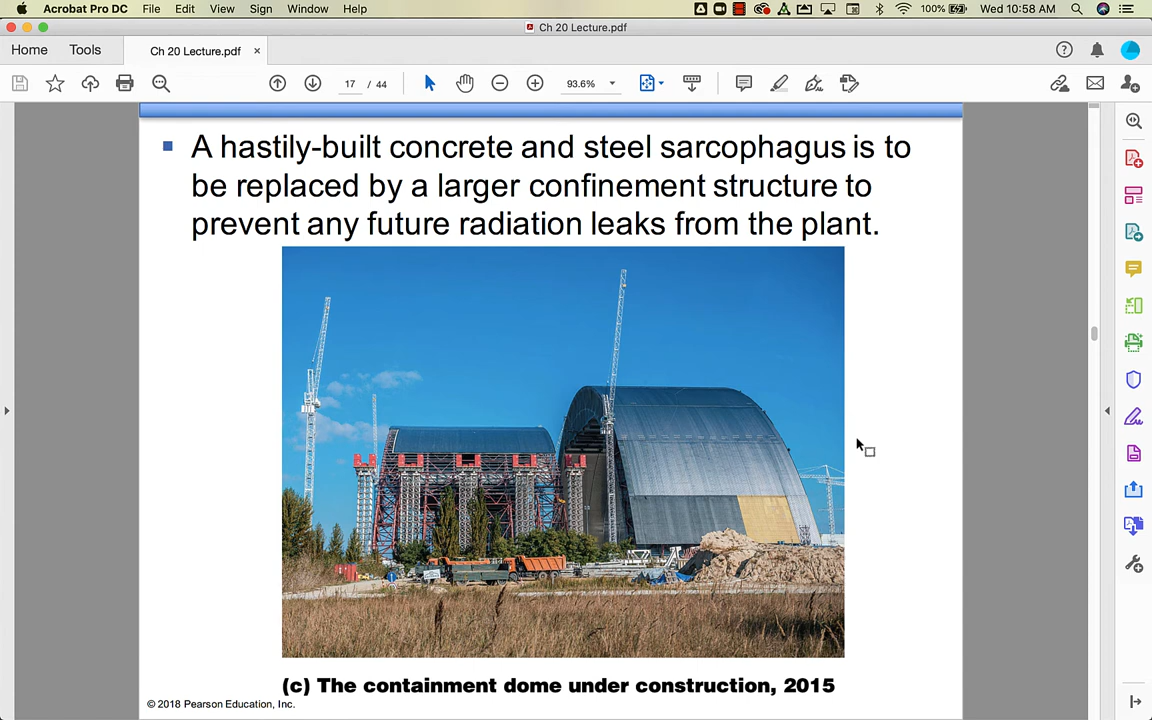 Acrobat Pro DC File Edit View Sign Window Help 100% Wed 10:58 AM
Ch 20 Lecture.pdf
Home Tools Ch 20 Lecture.pdf ×
17 / 44 93.6%
A hastily-built concrete and steel sarcophagus is to
be replaced by a larger confinement structure to
prevent any future radiation leaks from the plant.
(c) The containment dome under construction, 2015
© 2018 Pearson Education, Inc.